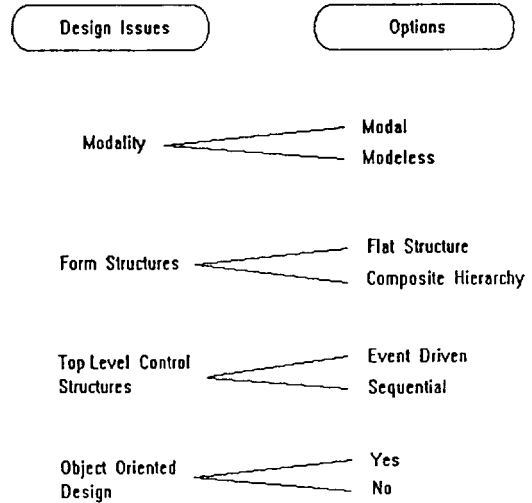 Design Issues
Options
Modality
Modal
Modeless
Form Structures
Flat Structure
Composite Hierarchy
Top Level Control
Structures
Event Driven
Sequential
Object Oriented
Design
Yes
No